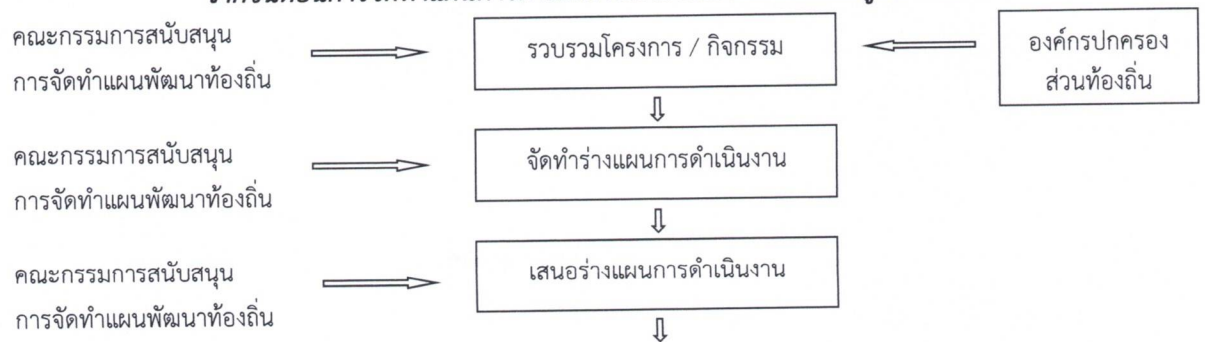 คณะกรรมการสนับสนุน
การจัดทำแผนพัฒนาท้องถิ่น
รวบรวมโครงการ / กิจกรรม
องค์กรปกครอง
ส่วนท้องถิ่น
คณะกรรมการสนับสนุน
การจัดทำแผนพัฒนาท้องถิ่น
จัดทำร่างแผนการดำเนินงาน
คณะกรรมการสนับสนุน
การจัดทำแผนพัฒนาท้องถิ่น
เสนอร่างแผนการดำเนินงาน